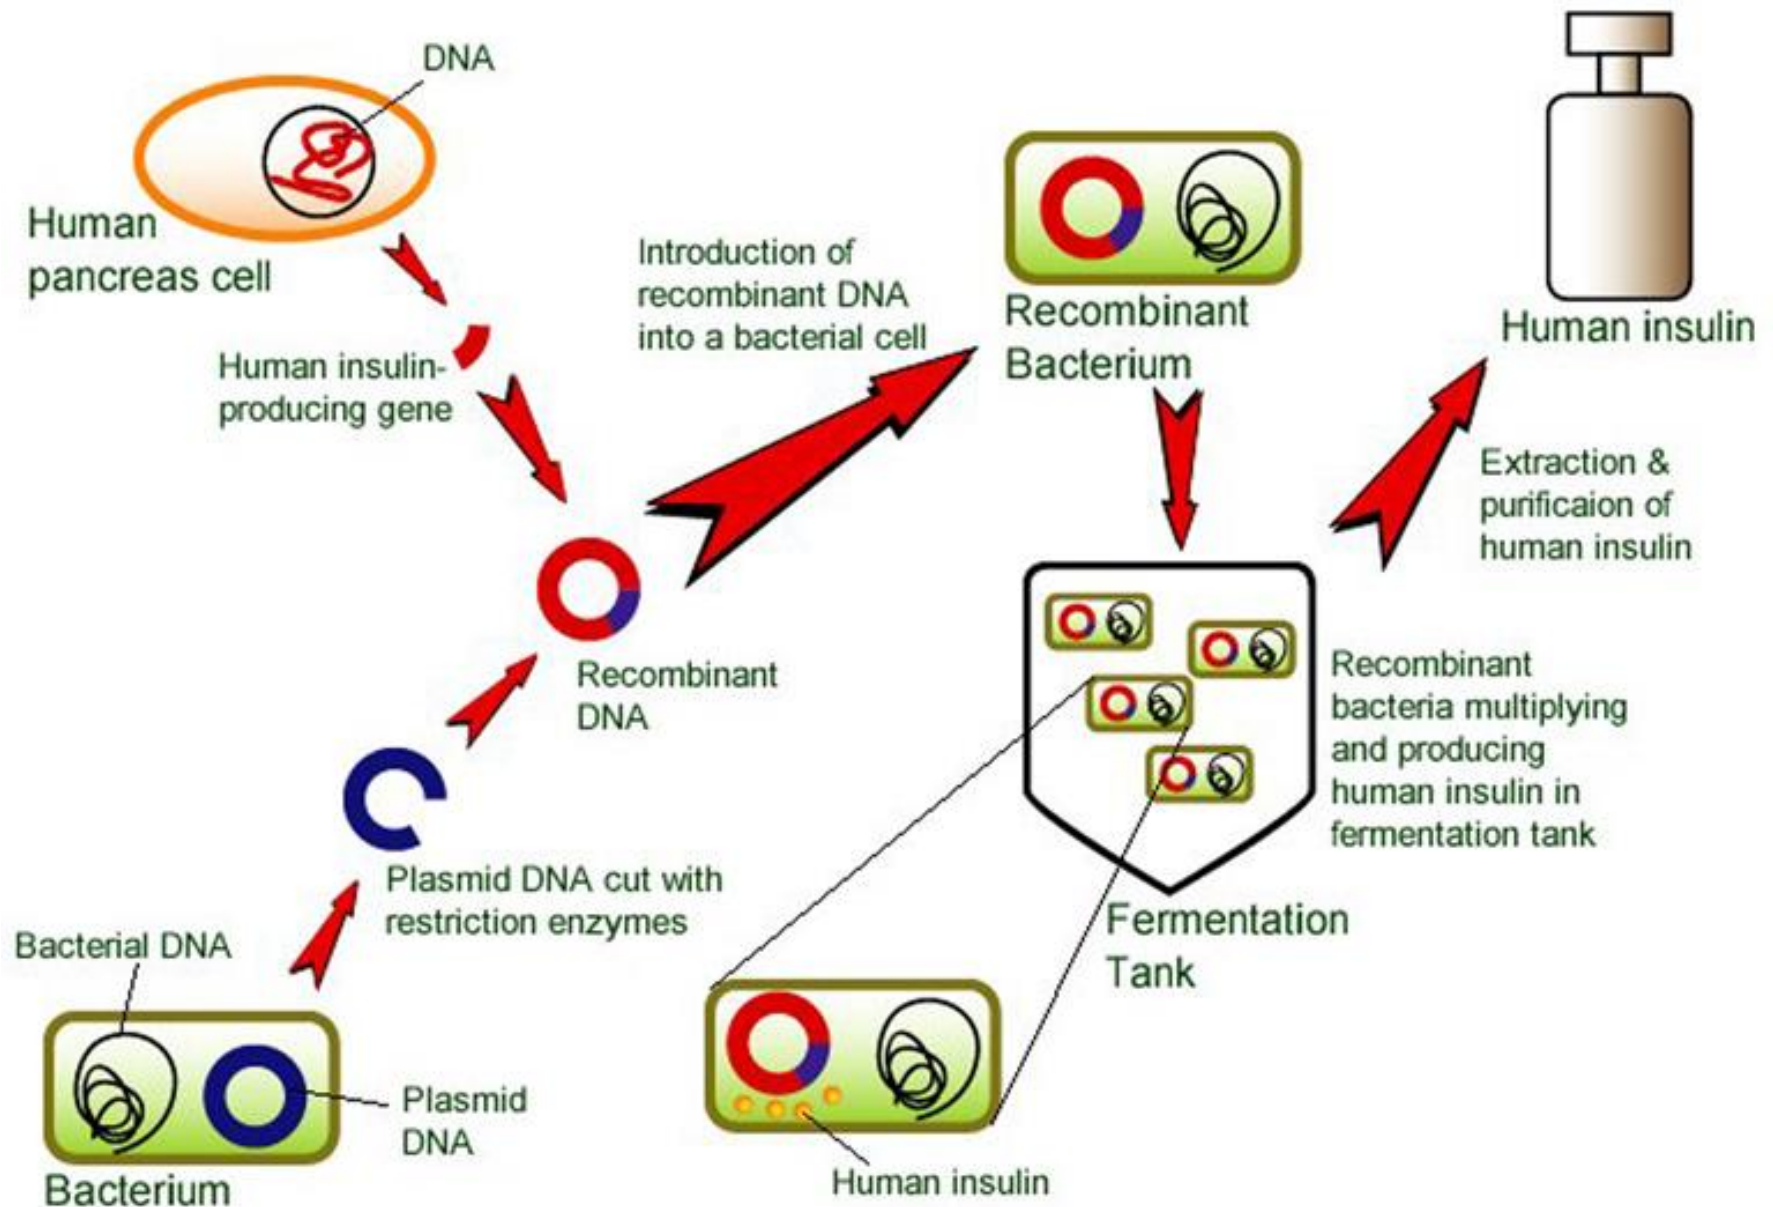 DNA
Human
pancreas cell
Human insulin-
producing gene
Introduction of
recombinant DNA
into a bacterial cell
Recombinant
Bacterium
Human insulin
Extraction &
purificaion of
human insulin
Recombinant
DNA
Recombinant
bacteria multiplying
and producing
human insulin in
fermentation tank
Plasmid DNA cut with
restriction enzymes
Fermentation
Tank
Bacterial DNA
Plasmid
DNA
Bacterium
Human insulin